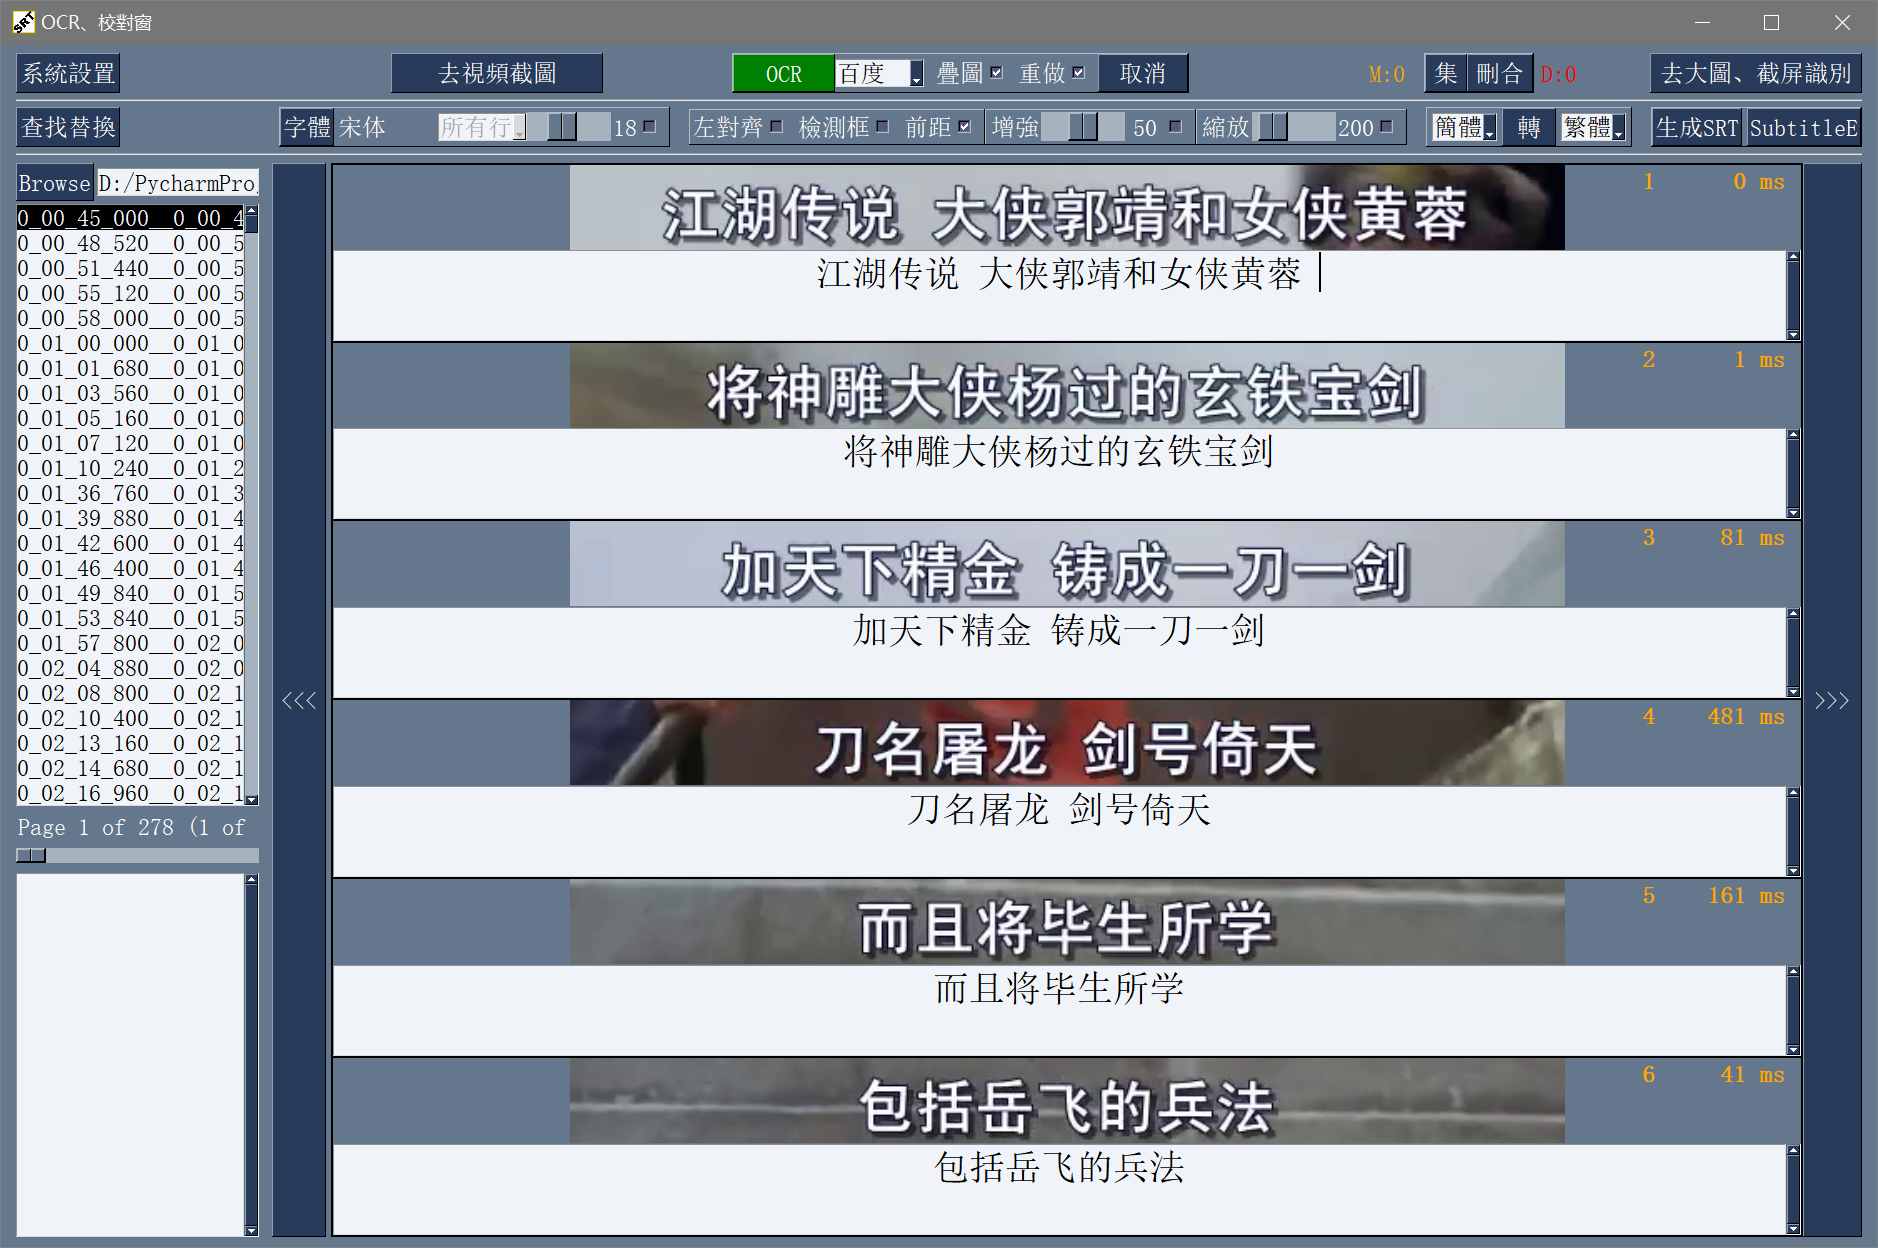 OCR、校對窗
系統設置 去視頻截圖 OCR 百度 疊圖 重做 取消 M:0 集 刪合 D:0 去大圖、截屏識別
查找替換 字體 宋体 所有行 18 左對齊 檢測框 前距 增強 50 縮放 200 簡體 轉 繁體 生成SRT SubtitleE
Browse D:/PycharmPro
0_00_45_000__0_00_4
0_00_48_520__0_00_5
0_00_51_440__0_00_5
0_00_55_120__0_00_5
0_00_58_000__0_00_5
0_01_00_000__0_01_0
0_01_01_680__0_01_0
0_01_03_560__0_01_0
0_01_05_160__0_01_0
0_01_07_120__0_01_0
0_01_10_240__0_01_2
0_01_36_760__0_01_3
0_01_39_880__0_01_4
0_01_42_600__0_01_4
0_01_46_400__0_01_4
0_01_49_840__0_01_5
0_01_53_840__0_01_5
0_01_57_800__0_02_0
0_02_04_880__0_02_0
0_02_08_800__0_02_1
0_02_10_400__0_02_1
0_02_13_160__0_02_1
0_02_14_680__0_02_1
0_02_16_960__0_02_1
Page 1 of 278 (1 of
<<<
江湖传说 大侠郭靖和女侠黄蓉 1 0 ms
江湖传说 大侠郭靖和女侠黄蓉
将神雕大侠杨过的玄铁宝剑 2 1 ms
将神雕大侠杨过的玄铁宝剑
加天下精金 铸成一刀一剑 3 81 ms
加天下精金 铸成一刀一剑
刀名屠龙 剑号倚天 4 481 ms
刀名屠龙 剑号倚天
而且将毕生所学 5 161 ms
而且将毕生所学
包括岳飞的兵法 6 41 ms
包括岳飞的兵法
>>>